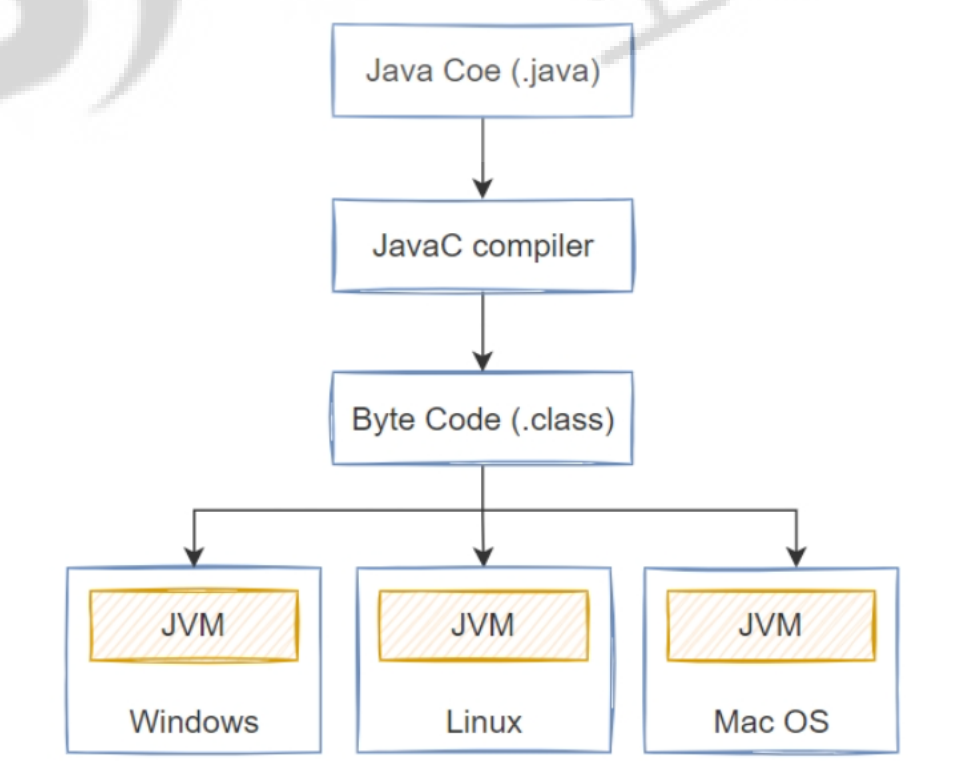 Java Coe (.java)
JavaC compiler
Byte Code (.class)
JVM
JVM
JVM
Windows
Linux
Mac OS